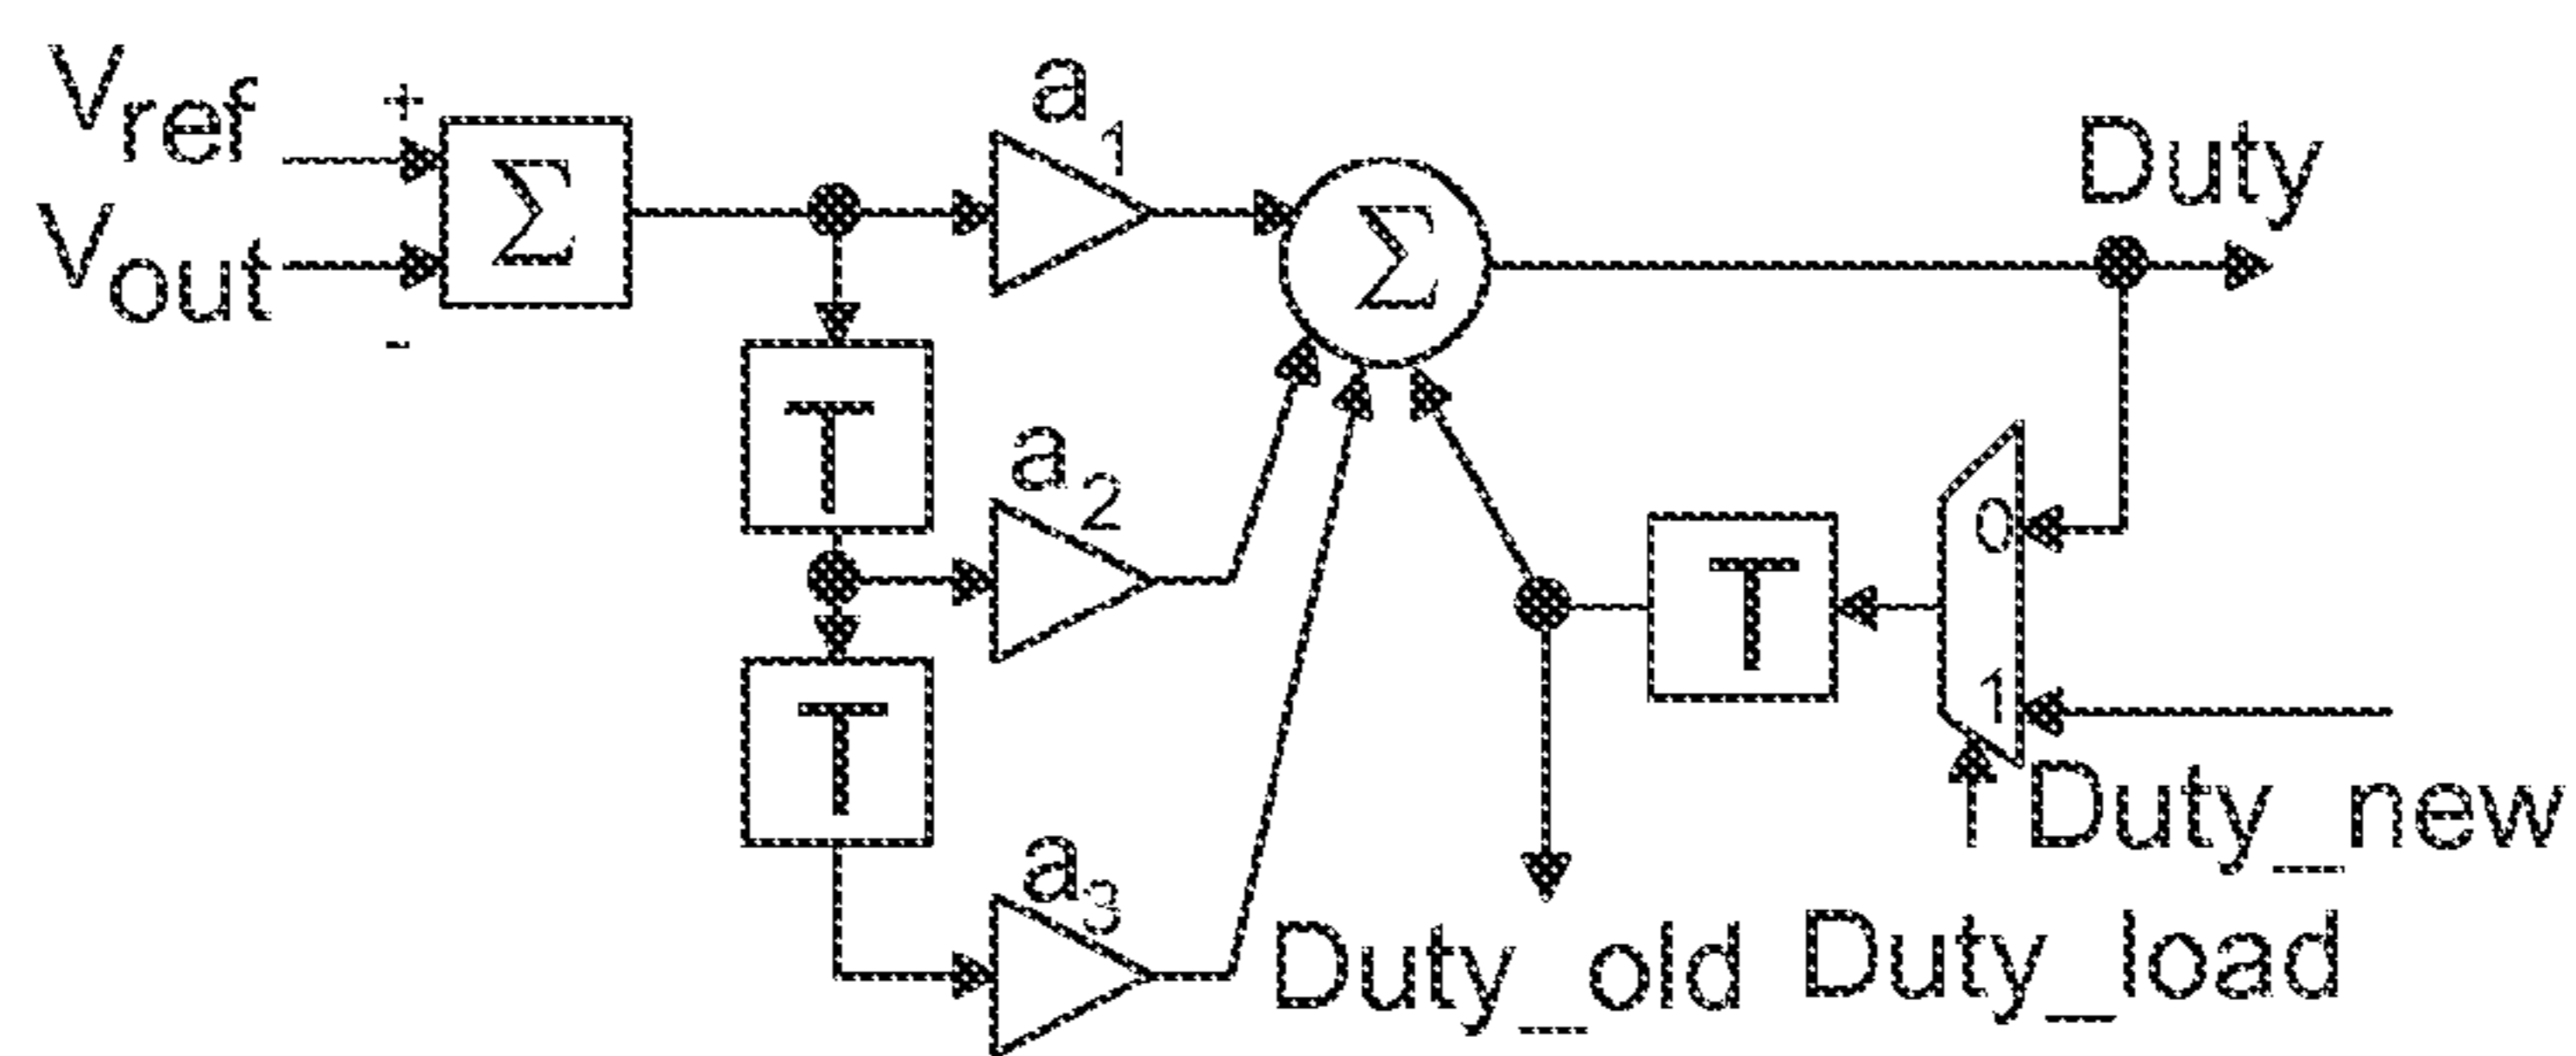 Vref
+
Σ
a1
Σ
Duty
Vout
-
T
a2
0
T
T
1
Duty_new
a3
Duty_old
Duty_load